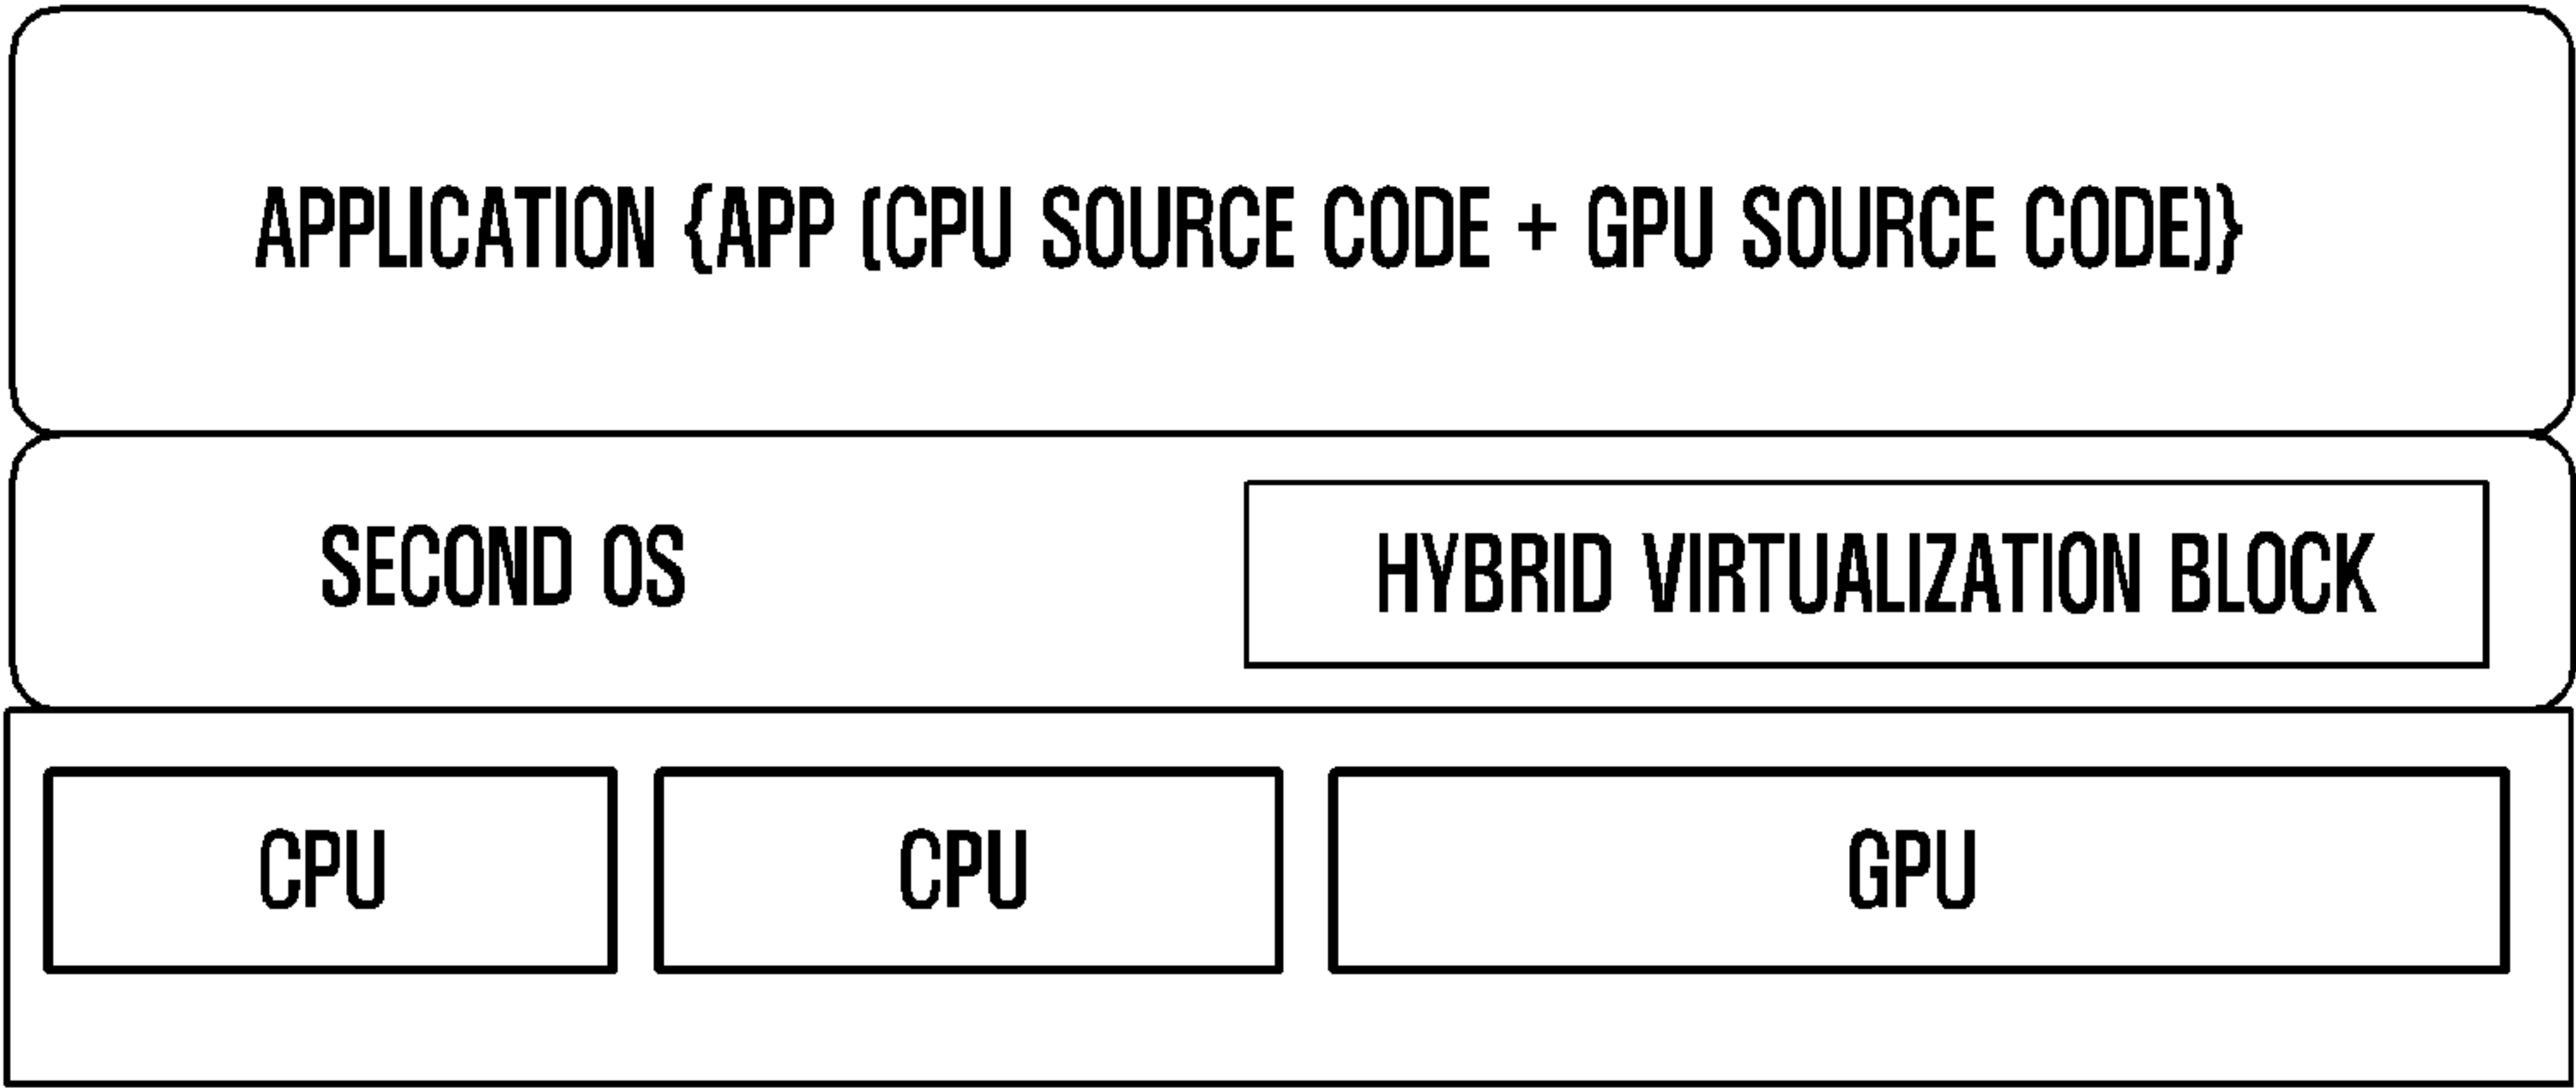 APPLICATION {APP (CPU SOURCE CODE + GPU SOURCE CODE)}
SECOND OS
HYBRID VIRTUALIZATION BLOCK
CPU
CPU
GPU